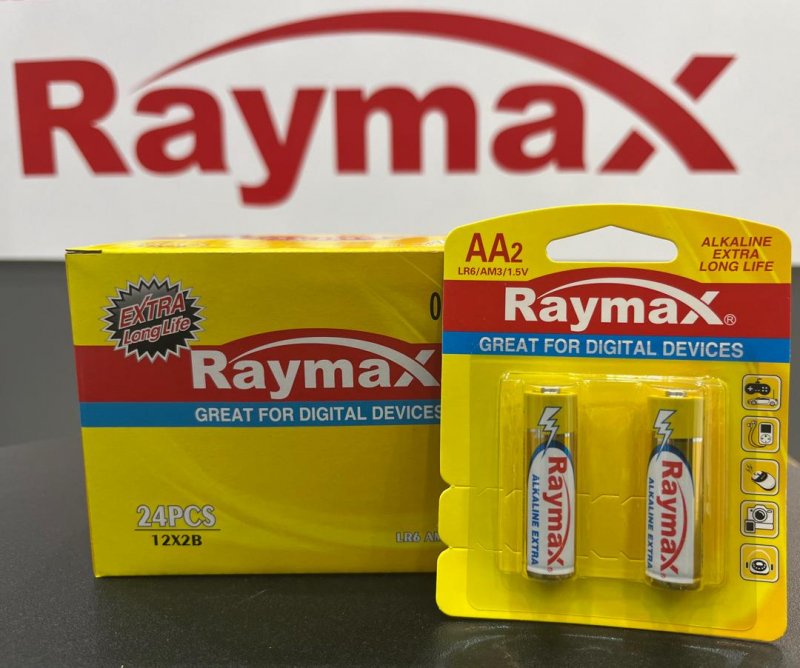 Raymax
EXTRA
Long Life
Raymax
GREAT FOR DIGITAL DEVICES
24PCS
12X2B
LR6
AA2
LR6/AM3/1.5V
ALKALINE
EXTRA
LONG LIFE
Raymax®
GREAT FOR DIGITAL DEVICES
Raymax®
ALKALINE EXTRA
Raymax®
ALKALINE EXTRA